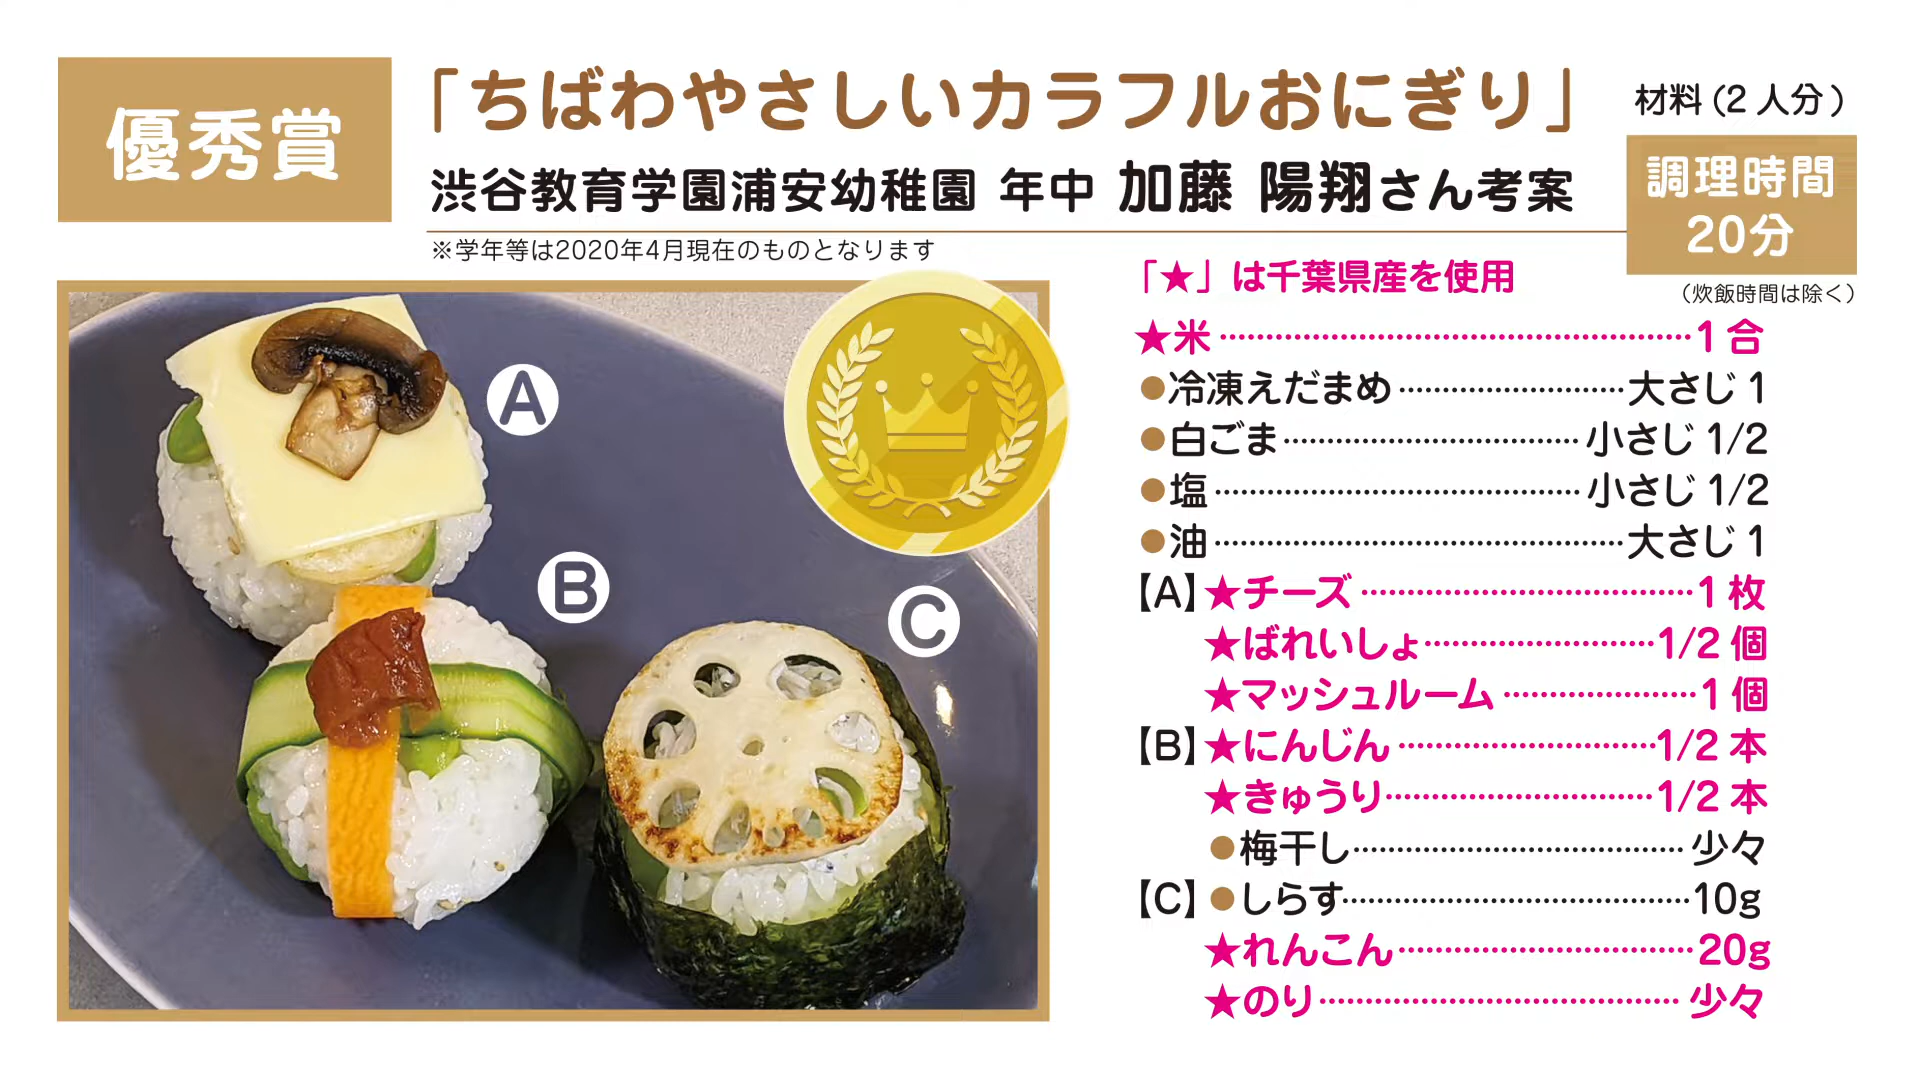 優秀賞
「ちばわやさしいカラフルおにぎり」
渋谷教育学園浦安幼稚園 年中 加藤 陽翔さん考案
※学年等は2020年4月現在のものとなります
材料(2人分)
調理時間
20分
(炊飯時間は除く)
「★」は千葉県産を使用
★米…………………………………………1合
●冷凍えだまめ……………………大さじ1
●白ごま……………………………小さじ1/2
●塩…………………………………小さじ1/2
●油……………………………………大さじ1
【A】★チーズ……………………………1枚
★ばれいしょ……………………1/2個
★マッシュルーム…………………1個
【B】★にんじん………………………1/2本
★きゅうり………………………1/2本
●梅干し……………………………少々
【C】●しらす………………………………10g
★れんこん…………………………20g
★のり………………………………少々
A
B
C